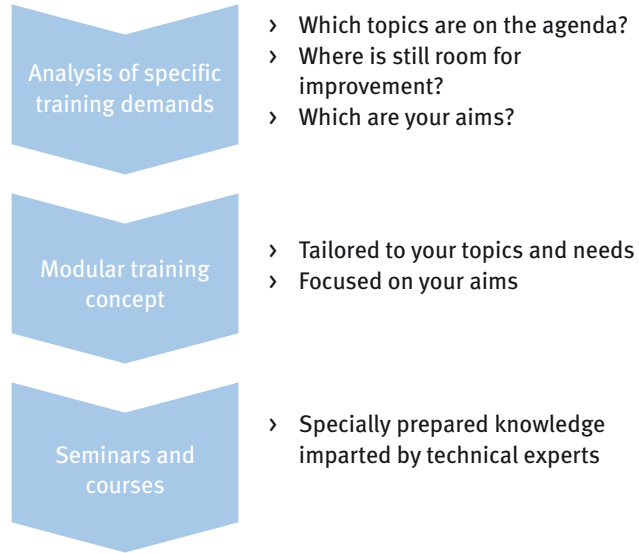 Analysis of specific
training demands
› Which topics are on the agenda?
› Where is still room for
improvement?
› Which are your aims?
Modular training
concept
› Tailored to your topics and needs
› Focused on your aims
Seminars and
courses
› Specially prepared knowledge
imparted by technical experts